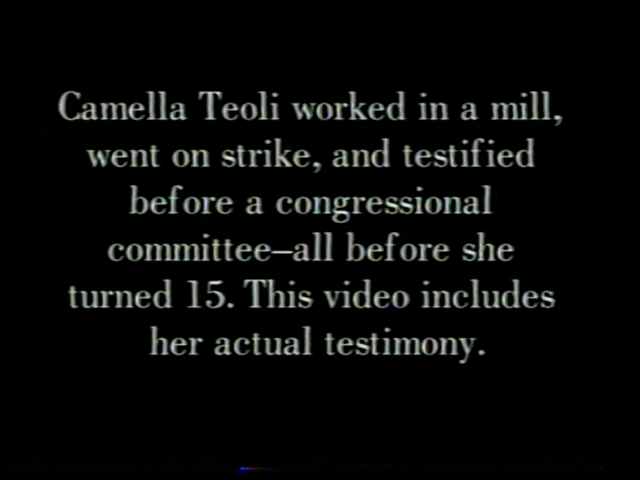 Camella Teoli worked in a mill,
went on strike, and testified
before a congressional
committee–all before she
turned 15. This video includes
her actual testimony.